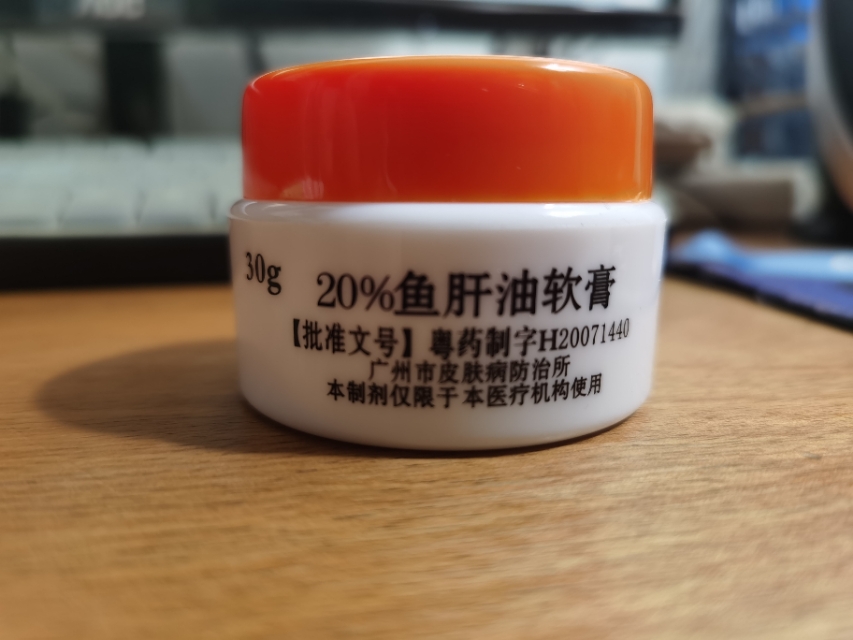 30g
20%鱼肝油软膏
【批准文号】粤药制字H20071440
广州市皮肤病防治所
本制剂仅限于本医疗机构使用